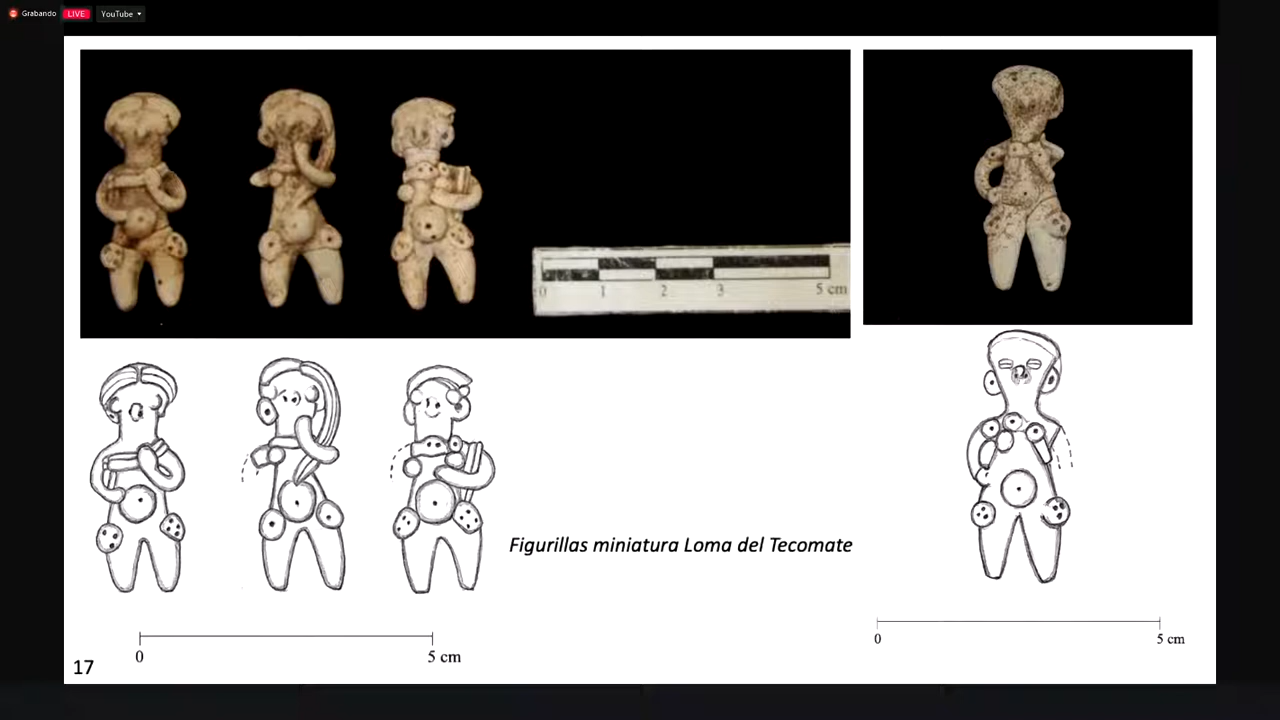 Grabando LIVE YouTube
0 1 2 3 5 cm
Figurillas miniatura Loma del Tecomate
0 5 cm
0 5 cm
17